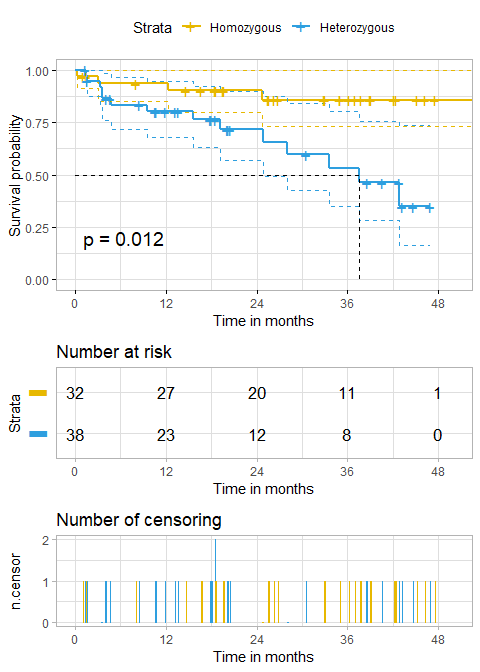 Strata Homozygous Heterozygous
Survival probability
1.00
0.75
0.50
0.25
0.00
p = 0.012
0 12 24 36 48
Time in months
Number at risk
Strata
32 27 20 11 1
38 23 12 8 0
0 12 24 36 48
Time in months
Number of censoring
n.censor
2
1
0
0 12 24 36 48
Time in months